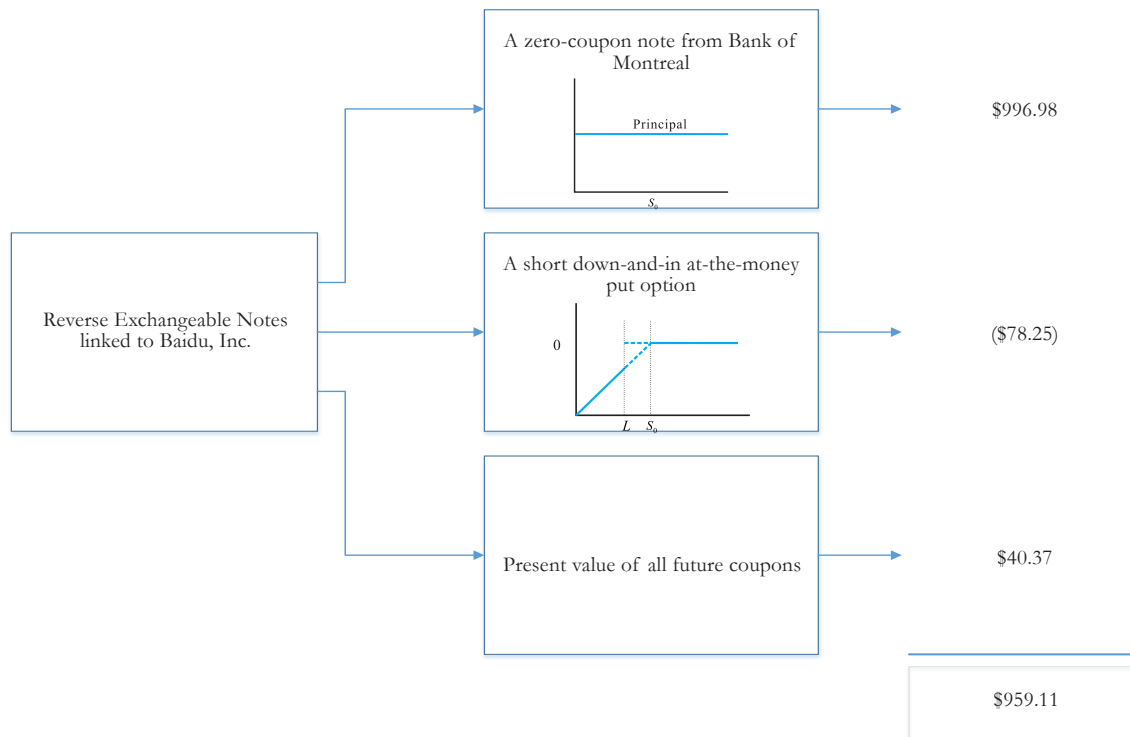 A zero-coupon note from Bank of
Montreal
Principal
S₀
$996.98
Reverse Exchangeable Notes
linked to Baidu, Inc.
A short down-and-in at-the-money
put option
0
L S₀
($78.25)
Present value of all future coupons
$40.37
$959.11